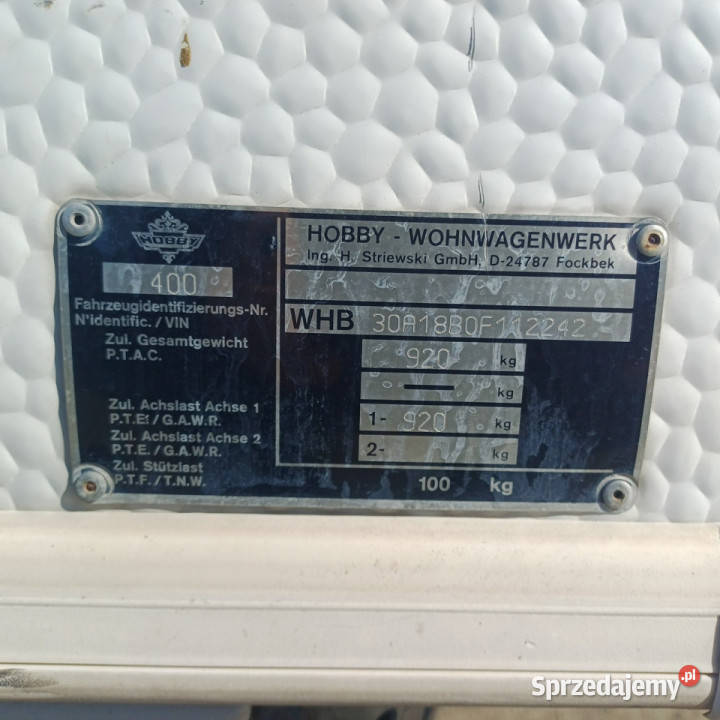 HOBBY
400
HOBBY - WOHNWAGENWERK
Ing. H. Striewski GmbH, D-24787 Fockbek
Fahrzeugidentifizierungs-Nr.
N'identific./VIN
WHB 30A18B0F112242
Zul. Gesamtgewicht
P.T.A.C.
920 kg
— kg
Zul. Achslast Achse 1
P.T.E./G.A.W.R.
1- 920 kg
Zul. Achslast Achse 2
P.T.E./G.A.W.R.
2- kg
Zul. Stützlast
P.T.F./T.N.W.
100 kg
Sprzedajemy.pl